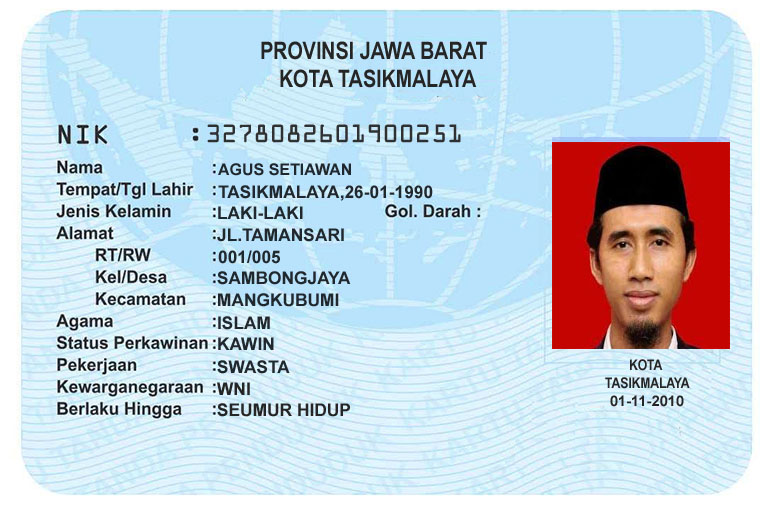 PROVINSI JAWA BARAT
KOTA TASIKMALAYA
NIK :3278082601900251
Nama :AGUS SETIAWAN
Tempat/Tgl Lahir :TASIKMALAYA,26-01-1990
Jenis Kelamin :LAKI-LAKI Gol. Darah :
Alamat :JL.TAMANSARI
RT/RW :001/005
Kel/Desa :SAMBONGJAYA
Kecamatan :MANGKUBUMI
Agama :ISLAM
Status Perkawinan :KAWIN
Pekerjaan :SWASTA
Kewarganegaraan :WNI
Berlaku Hingga :SEUMUR HIDUP
KOTA
TASIKMALAYA
01-11-2010